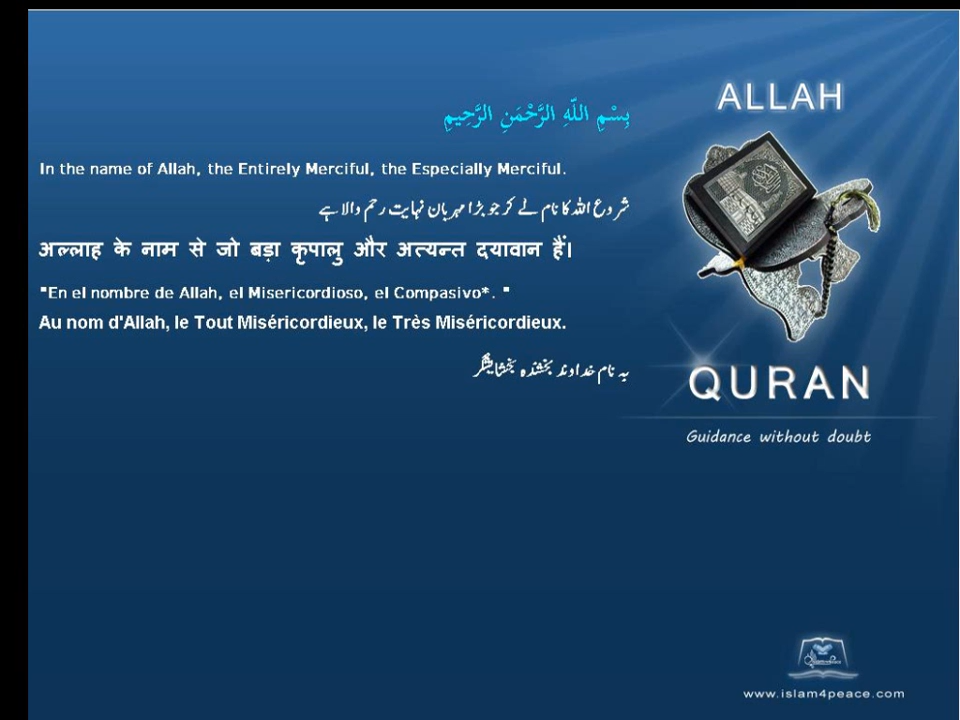 بِسْمِ اللّهِ الرَّحْمَنِ الرَّحِيمِ
In the name of Allah, the Entirely Merciful, the Especially Merciful.
شروع الله کا نام لے کر جو بڑا مہربان نہایت رحم والا ہے
अल्लाह के नाम से जो बड़ा कृपालु और अत्यन्त दयावान हैं।
"En el nombre de Allah, el Misericordioso, el Compasivo*. "
Au nom d'Allah, le Tout Miséricordieux, le Très Miséricordieux.
به نام خداوند بخشنده بخشایشگر
ALLAH
QURAN
Guidance without doubt
www.islam4peace.com